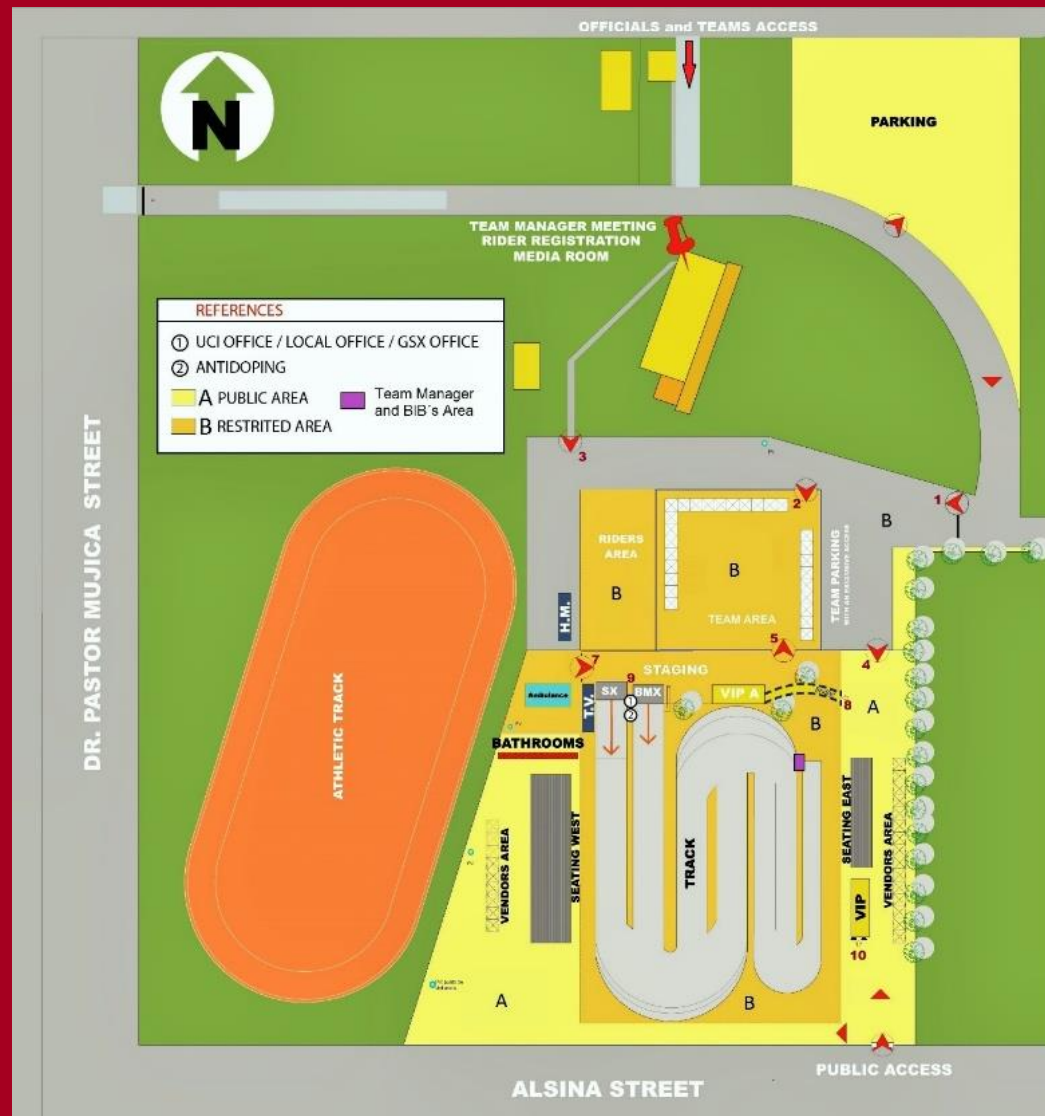 OFFICIALS and TEAMS ACCESS
N
PARKING
TEAM MANAGER MEETING
RIDER REGISTRATION
MEDIA ROOM
REFERENCES
1 UCI OFFICE / LOCAL OFFICE / GSX OFFICE
2 ANTIDOPING
A PUBLIC AREA
Team Manager
and BIB´s Area
B RESTRITED AREA
DR. PASTOR MUJICA STREET
ATHLETIC TRACK
3
2
1
B
RIDERS
AREA
B
B
TEAM AREA
TEAM PARKING
H.M.
5
4
7
STAGING
9
8
Ambulance
T.V.
SX
BMX
1
2
VIP A
B
A
BATHROOMS
SEATING WEST
VENDORS AREA
TRACK
SEATING EAST
VENDORS AREA
VIP
10
A
B
PUBLIC ACCESS
ALSINA STREET